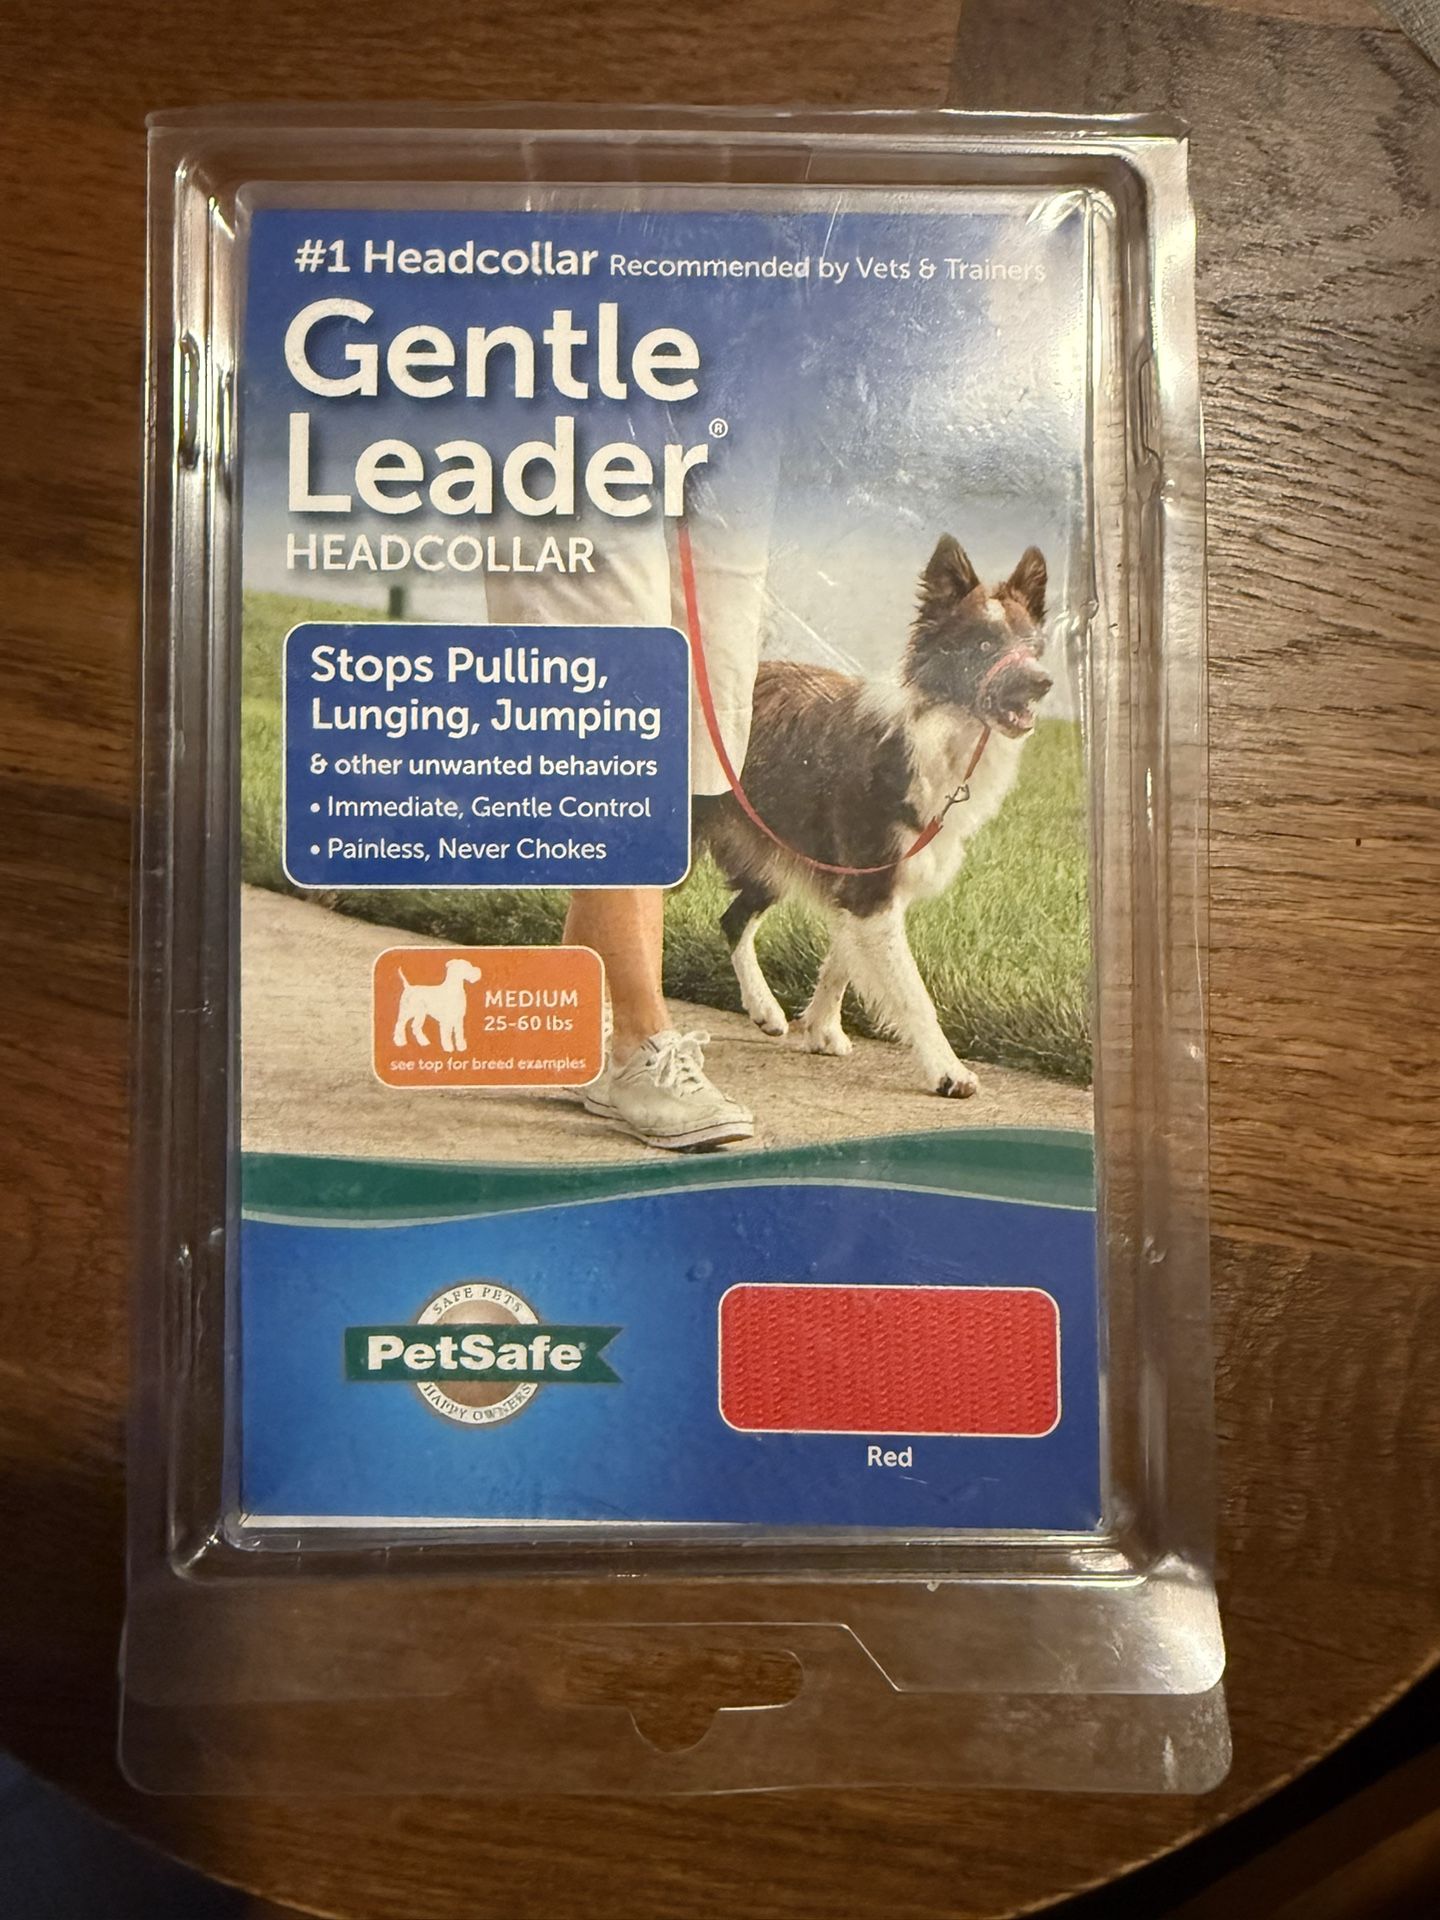 #1 Headcollar Recommended by Vets & Trainers
Gentle
Leader®
HEADCOLLAR
Stops Pulling,
Lunging, Jumping
& other unwanted behaviors
• Immediate, Gentle Control
• Painless, Never Chokes
MEDIUM
25-60 lbs
see top for breed examples
SAFE PETS
PetSafe®
HAPPY OWNERS
Red